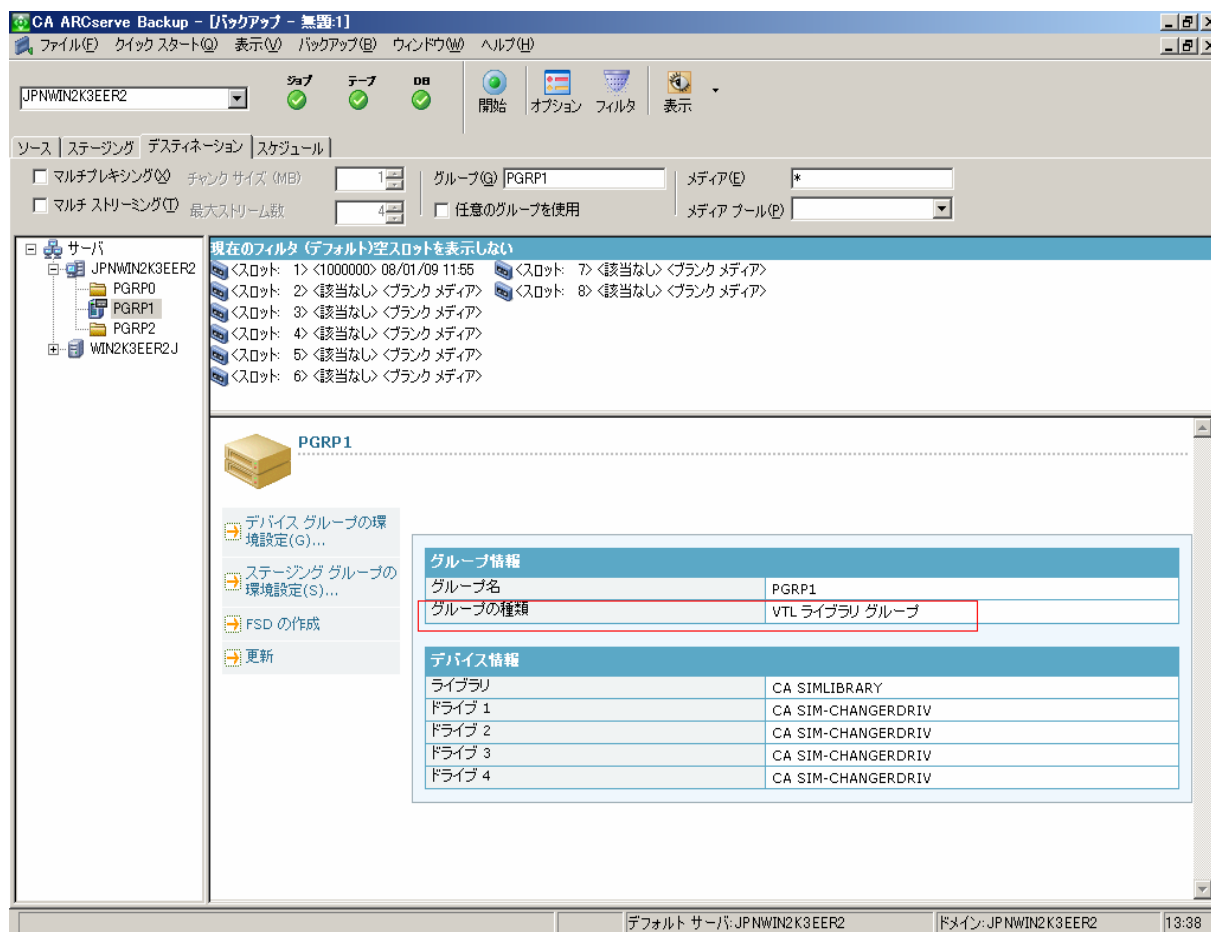 CA ARCserve Backup - [バックアップ - 無題:1]
ファイル(F) クイック スタート(Q) 表示(V) バックアップ(B) ウィンドウ(W) ヘルプ(H)
JPNWIN2K3EER2
ジョブ テープ DB
開始 オプション フィルタ 表示
ソース ステージング デスティネーション スケジュール
マルチプレキシング(X) チャンク サイズ (MB) 1 グループ(G) PGRP1 メディア(E) *
マルチ ストリーミング(T) 最大ストリーム数 4 任意のグループを使用 メディア プール(P)
サーバ
JPNWIN2K3EER2
PGRP0
PGRP1
PGRP2
WIN2K3EER2J
現在のフィルタ (デフォルト)空スロットを表示しない
<スロット: 1> <1000000> 08/01/09 11:55 <スロット: 7> <該当なし> <ブランク メディア>
<スロット: 2> <該当なし> <ブランク メディア> <スロット: 8> <該当なし> <ブランク メディア>
<スロット: 3> <該当なし> <ブランク メディア>
<スロット: 4> <該当なし> <ブランク メディア>
<スロット: 5> <該当なし> <ブランク メディア>
<スロット: 6> <該当なし> <ブランク メディア>
PGRP1
デバイス グループの環
境設定(G)...
ステージング グループの
環境設定(S)...
FSD の作成
更新
グループ情報
グループ名 PGRP1
グループの種類 VTL ライブラリ グループ
デバイス情報
ライブラリ CA SIMLIBRARY
ドライブ 1 CA SIM-CHANGERDRIV
ドライブ 2 CA SIM-CHANGERDRIV
ドライブ 3 CA SIM-CHANGERDRIV
ドライブ 4 CA SIM-CHANGERDRIV
デフォルト サーバ: JPNWIN2K3EER2 ドメイン: JPNWIN2K3EER2 13:38